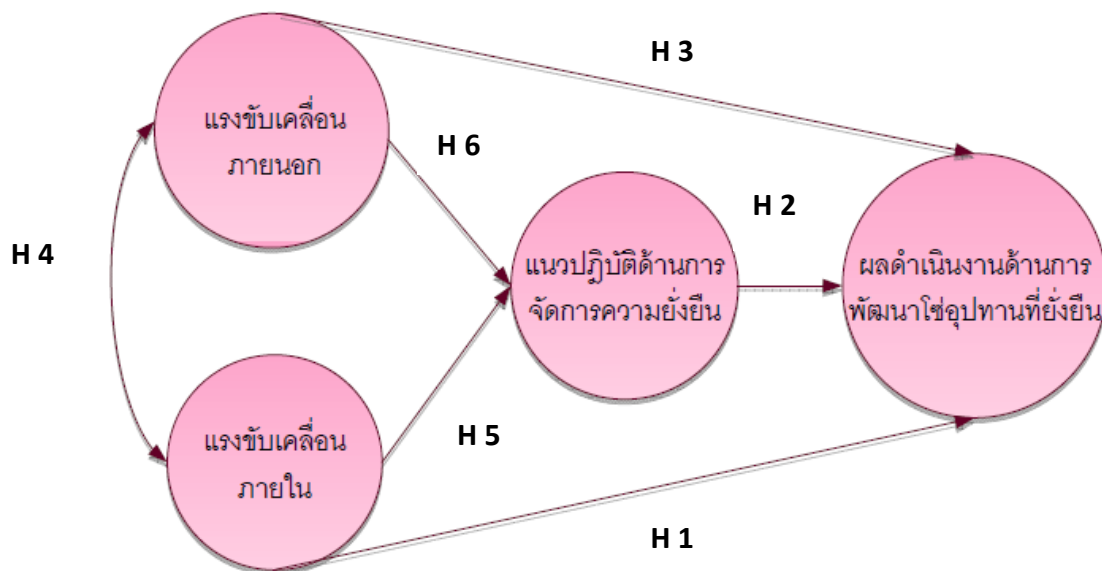 H 3
แรงขับเคลื่อน
ภายนอก
H 6
H 2
H 4
แนวปฎิบัติด้านการ
จัดการความยั่งยืน
ผลดำเนินงานด้านการ
พัฒนาโซ่อุปทานที่ยั่งยืน
แรงขับเคลื่อน
ภายใน
H 5
H 1